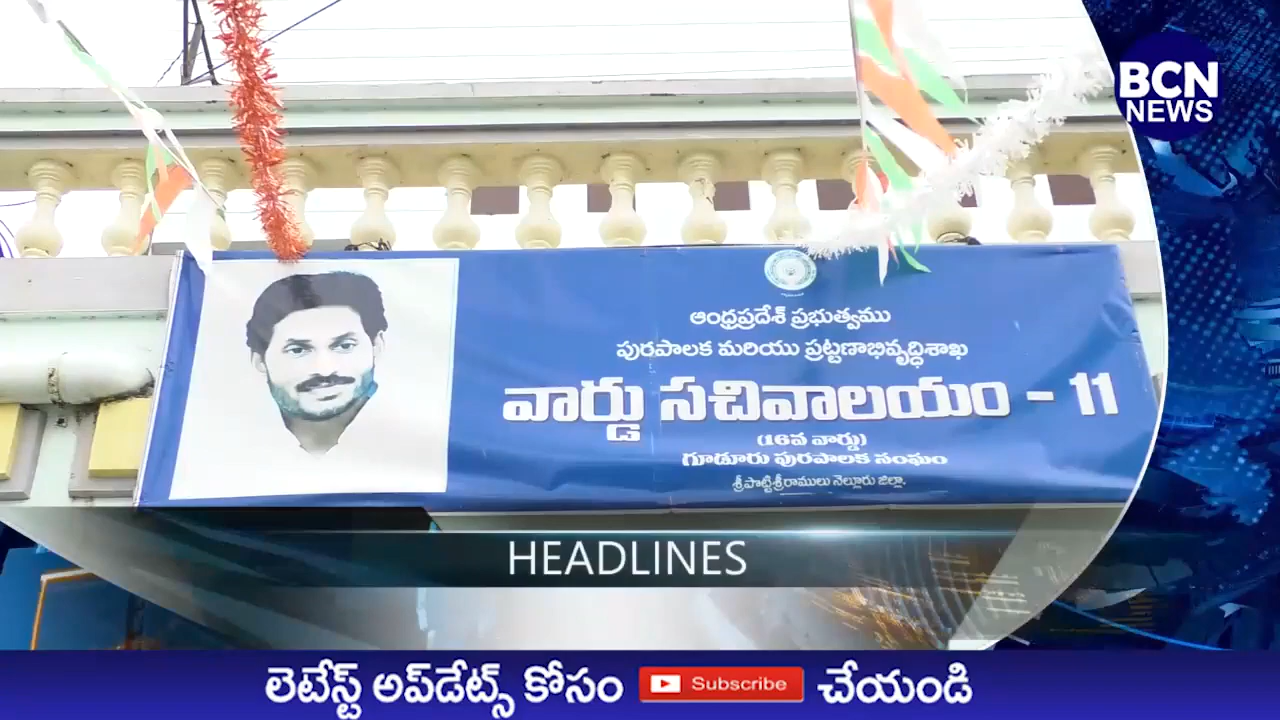 BCN
NEWS
ఆంధ్రప్రదేశ్ ప్రభుత్వము
పురపాలక మరియు ప్రట్టణాభివృద్ధిశాఖ
వార్డు సచివాలయం - 11
(16వ వార్డు)
గూడూరు పురపాలక సంఘం
శ్రీపొట్టిశ్రీరాములు నెల్లూరు జిల్లా.
HEADLINES
లెటేస్ట్ అప్‌డేట్స్ కోసం Subscribe చేయండి